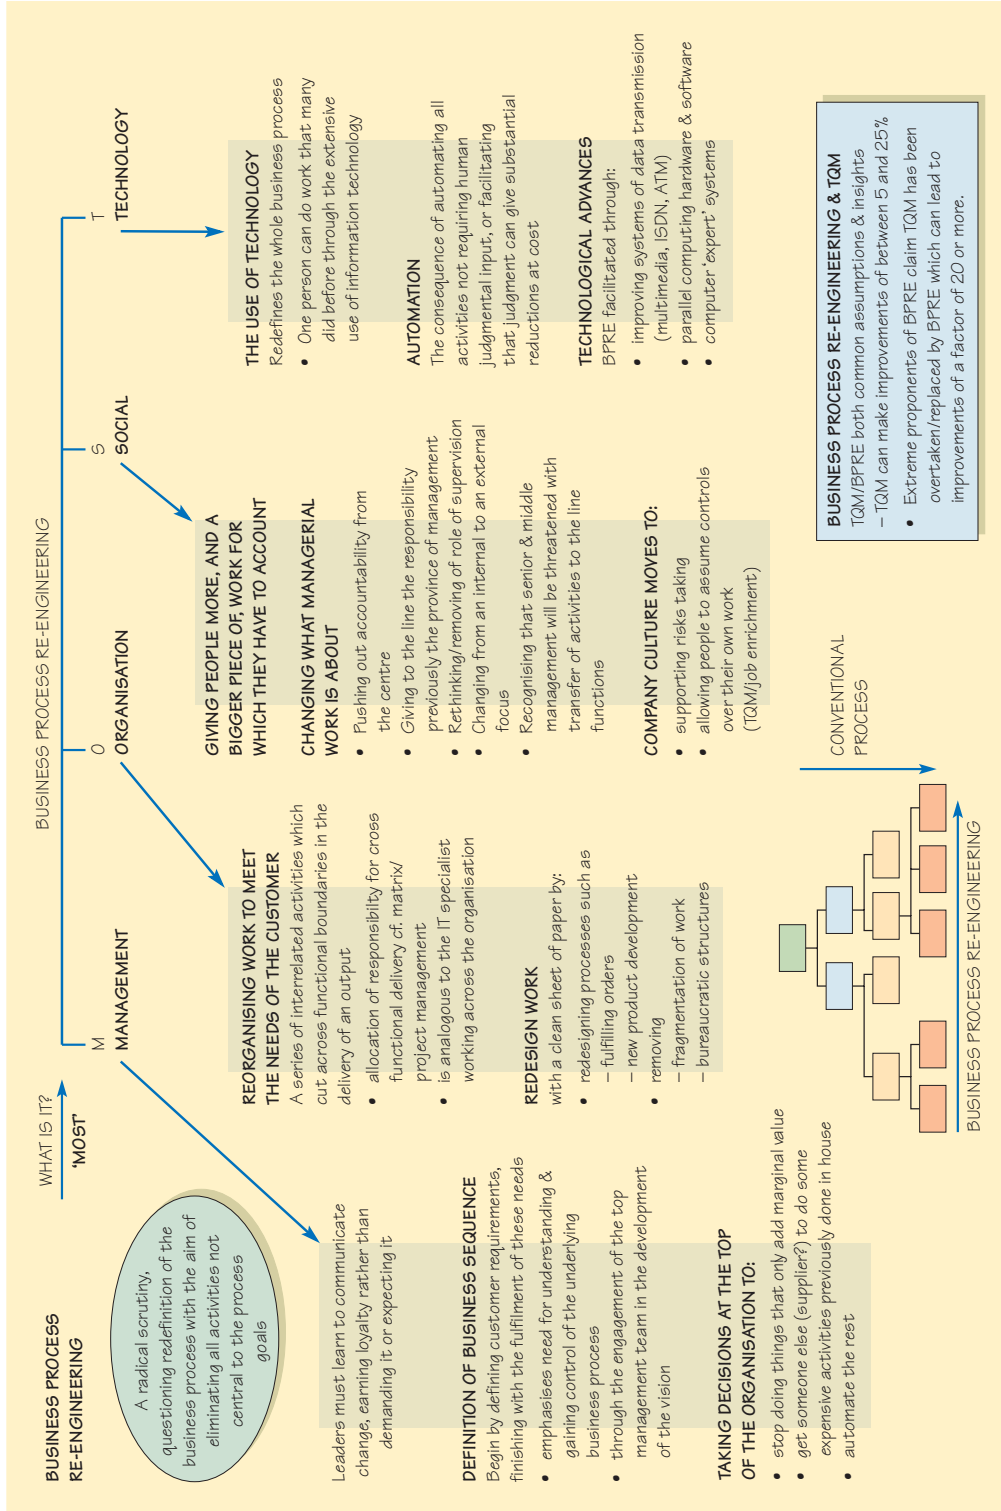 BUSINESS PROCESS
RE-ENGINEERING
WHAT IS IT?
'MOST'
BUSINESS PROCESS RE-ENGINEERING
A radical scrutiny,
questioning redefinition of the
business process with the aim of
eliminating all activities not
central to the process
goals
M
MANAGEMENT
O
ORGANISATION
S
SOCIAL
T
TECHNOLOGY
Leaders must learn to communicate
change, earning loyalty rather than
demanding it or expecting it
DEFINITION OF BUSINESS SEQUENCE
Begin by defining customer requirements,
finishing with the fulfilment of these needs
• emphasises need for understanding &
gaining control of the underlying
business process
• through the engagement of the top
management team in the development
of the vision
TAKING DECISIONS AT THE TOP
OF THE ORGANISATION TO:
• stop doing things that only add marginal value
• get someone else (supplier?) to do some
expensive activities previously done in house
• automate the rest
REORGANISING WORK TO MEET
THE NEEDS OF THE CUSTOMER
A series of interrelated activities which
cut across functional boundaries in the
delivery of an output
• allocation of responsibilty for cross
functional delivery cf. matrix/
project management
• is analogous to the IT specialist
working across the organisation
REDESIGN WORK
with a clean sheet of paper by:
• redesigning processes such as
– fulfilling orders
– new product development
• removing
– fragmentation of work
– bureaucratic structures
GIVING PEOPLE MORE, AND A
BIGGER PIECE OF, WORK FOR
WHICH THEY HAVE TO ACCOUNT
CHANGING WHAT MANAGERIAL
WORK IS ABOUT
• Pushing out accountability from
the centre
• Giving to the line the responsibility
previously the province of management
• Rethinking/removing of role of supervision
• Changing from an internal to an external
focus
• Recognising that senior & middle
management will be threatened with
transfer of activities to the line
functions
COMPANY CULTURE MOVES TO:
• supporting risks taking
• allowing people to assume controls
over their own work
(TQM/job enrichment)
THE USE OF TECHNOLOGY
Redefines the whole business process
• One person can do work that many
did before through the extensive
use of information technology
AUTOMATION
The consequence of automating all
activities not requiring human
judgmental input, or facilitating
that judgment can give substantial
reductions at cost
TECHNOLOGICAL ADVANCES
BPRE facilitated through:
• improving systems of data transmission
(multimedia, ISDN, ATM)
• parallel computing hardware & software
• computer 'expert' systems
BUSINESS PROCESS RE-ENGINEERING
CONVENTIONAL
PROCESS
BUSINESS PROCESS RE-ENGINEERING & TQM
TQM/BPRE both common assumptions & insights
– TQM can make improvements of between 5 and 25%
• Extreme proponents of BPRE claim TQM has been
overtaken/replaced by BPRE which can lead to
improvements of a factor of 20 or more.